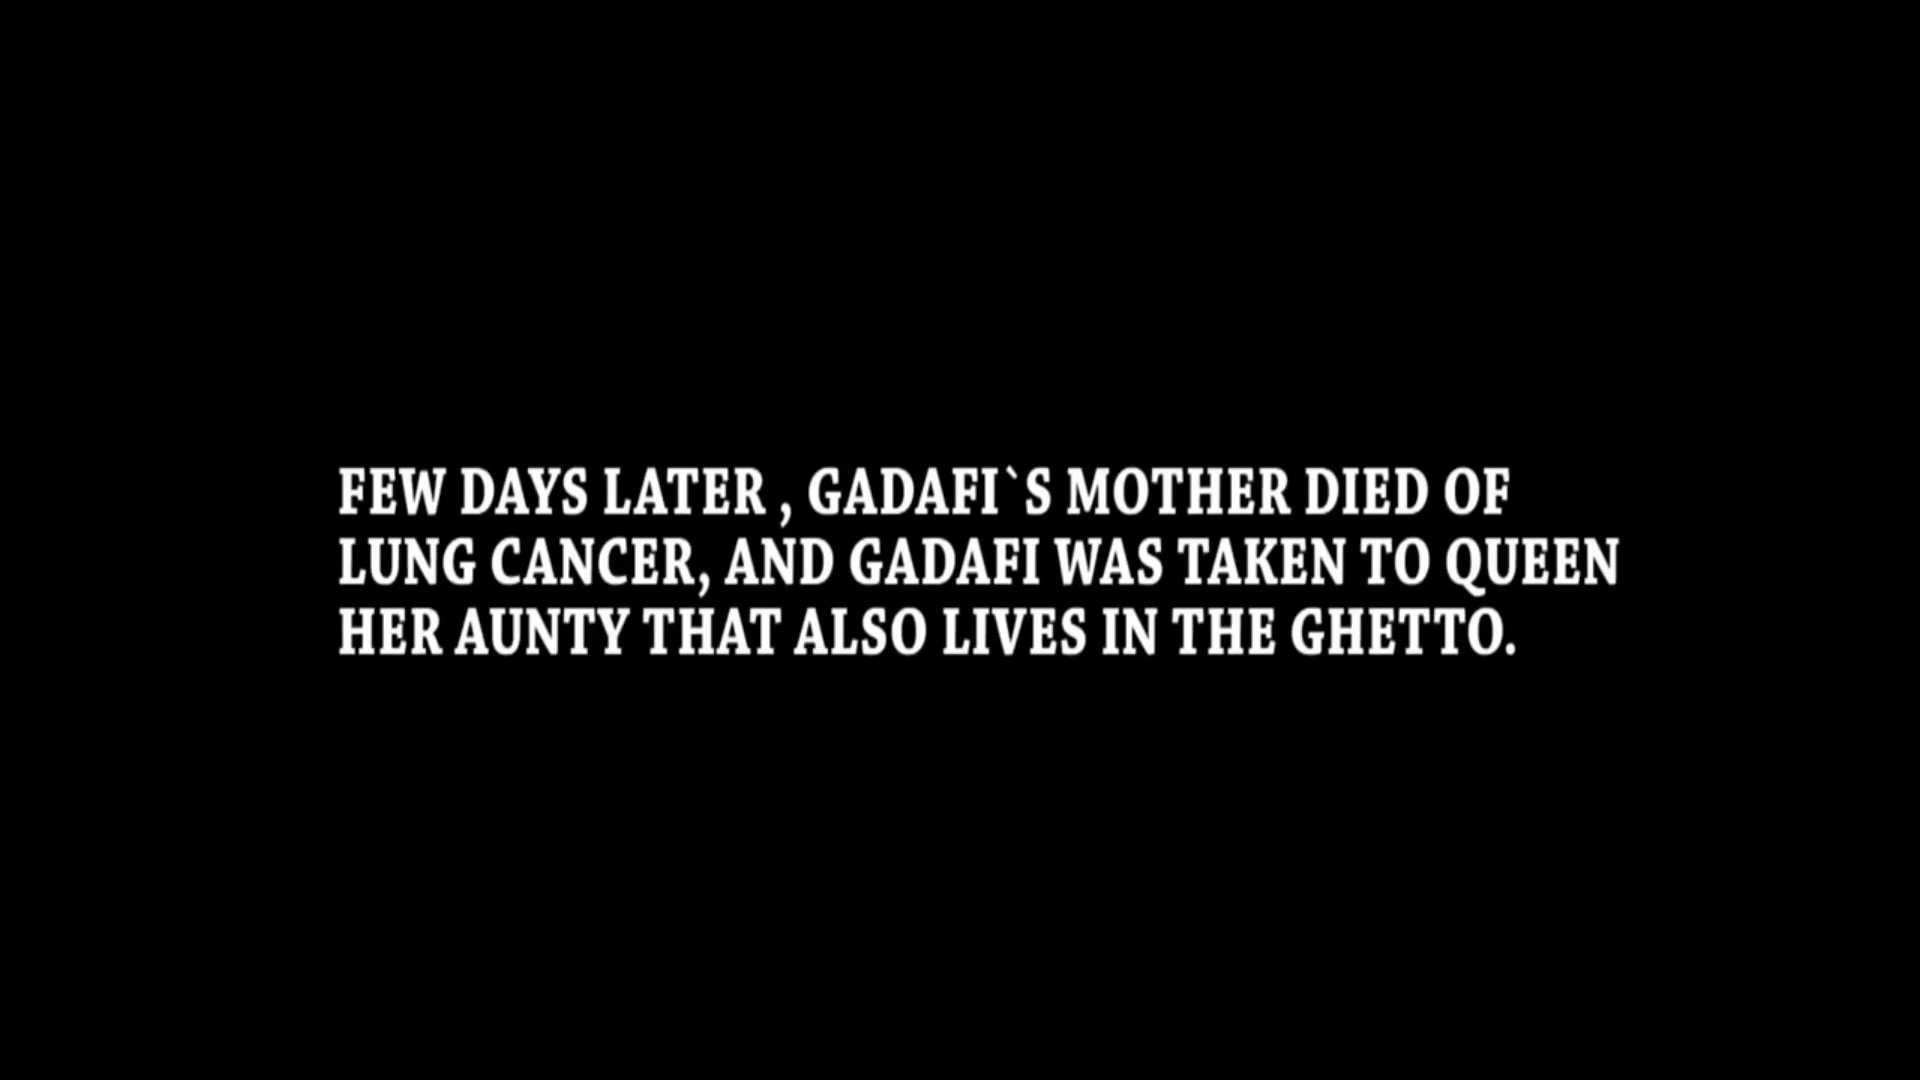 FEW DAYS LATER , GADAFI`S MOTHER DIED OF
LUNG CANCER, AND GADAFI WAS TAKEN TO QUEEN
HER AUNTY THAT ALSO LIVES IN THE GHETTO.